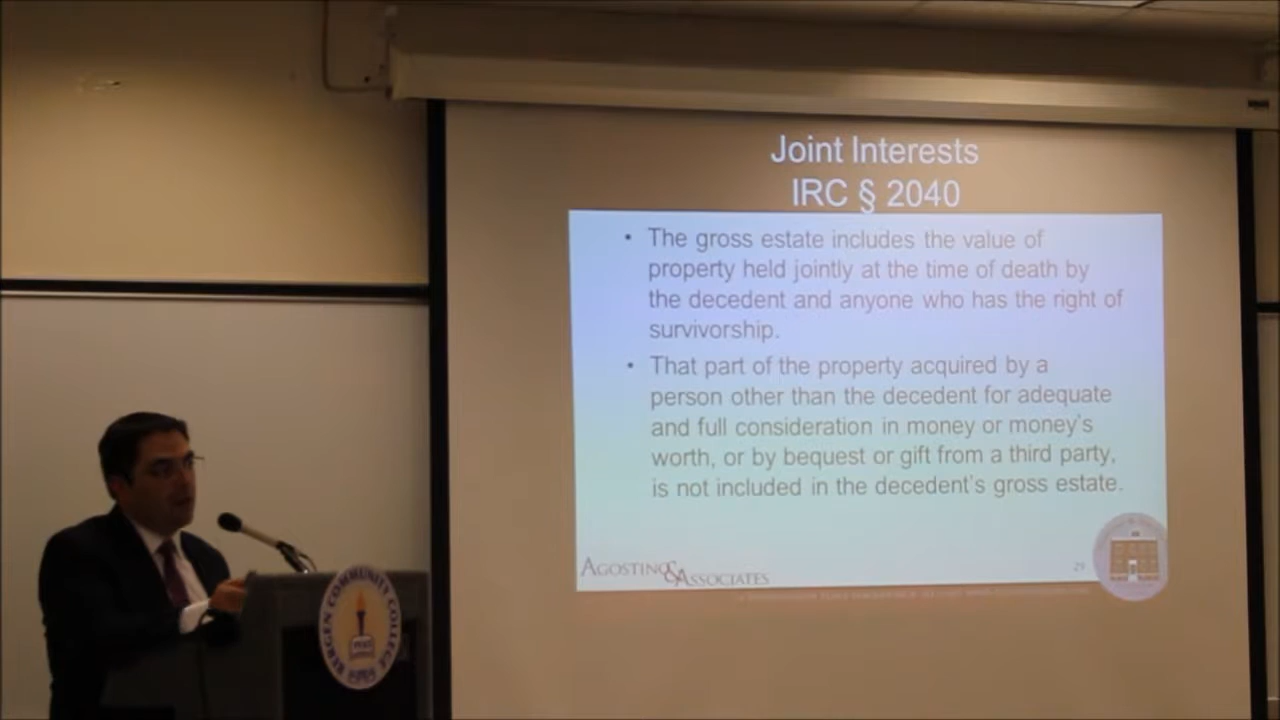 Joint Interests
IRC § 2040
• The gross estate includes the value of
property held jointly at the time of death by
the decedent and anyone who has the right of
survivorship.
• That part of the property acquired by a
person other than the decedent for adequate
and full consideration in money or money's
worth, or by bequest or gift from a third party,
is not included in the decedent's gross estate.
AGOSTINO & ASSOCIATES
29
BERGEN COMMUNITY COLLEGE